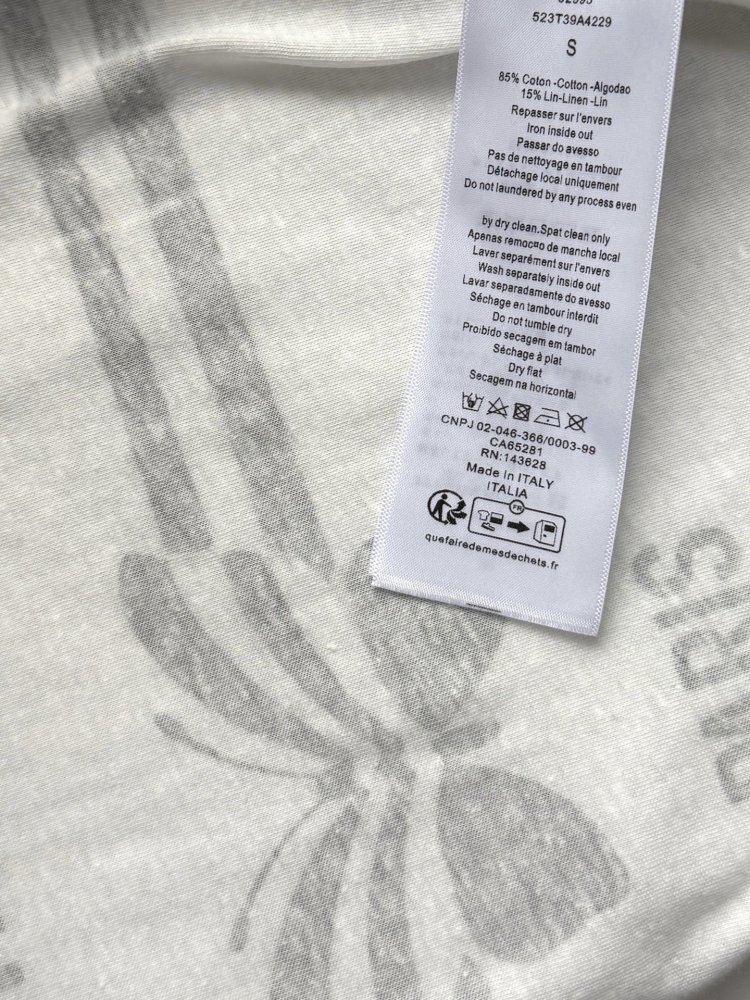 523T39A4229
S
85% Coton -Cotton -Algodao
15% Lin-Linen -Lin
Repasser sur l'envers
Iron inside out
Passar do avesso
Pas de nettoyage en tambour
Détachage local uniquement
Do not laundered by any process even
by dry clean.Spat clean only
Apenas remoc¤o de mancha local
Laver separément sur l'envers
Wash separately inside out
Lavar separadamente do avesso
Séchage en tambour interdit
Do not tumble dry
Proibido secagem em tambor
Séchage à plat
Dry flat
Secagem na horizontal
CNPJ 02-046-366/0003-99
CA65281
RN:143628
Made In ITALY
ITALIA
FR
quefairedemesdechets.fr
PARIS